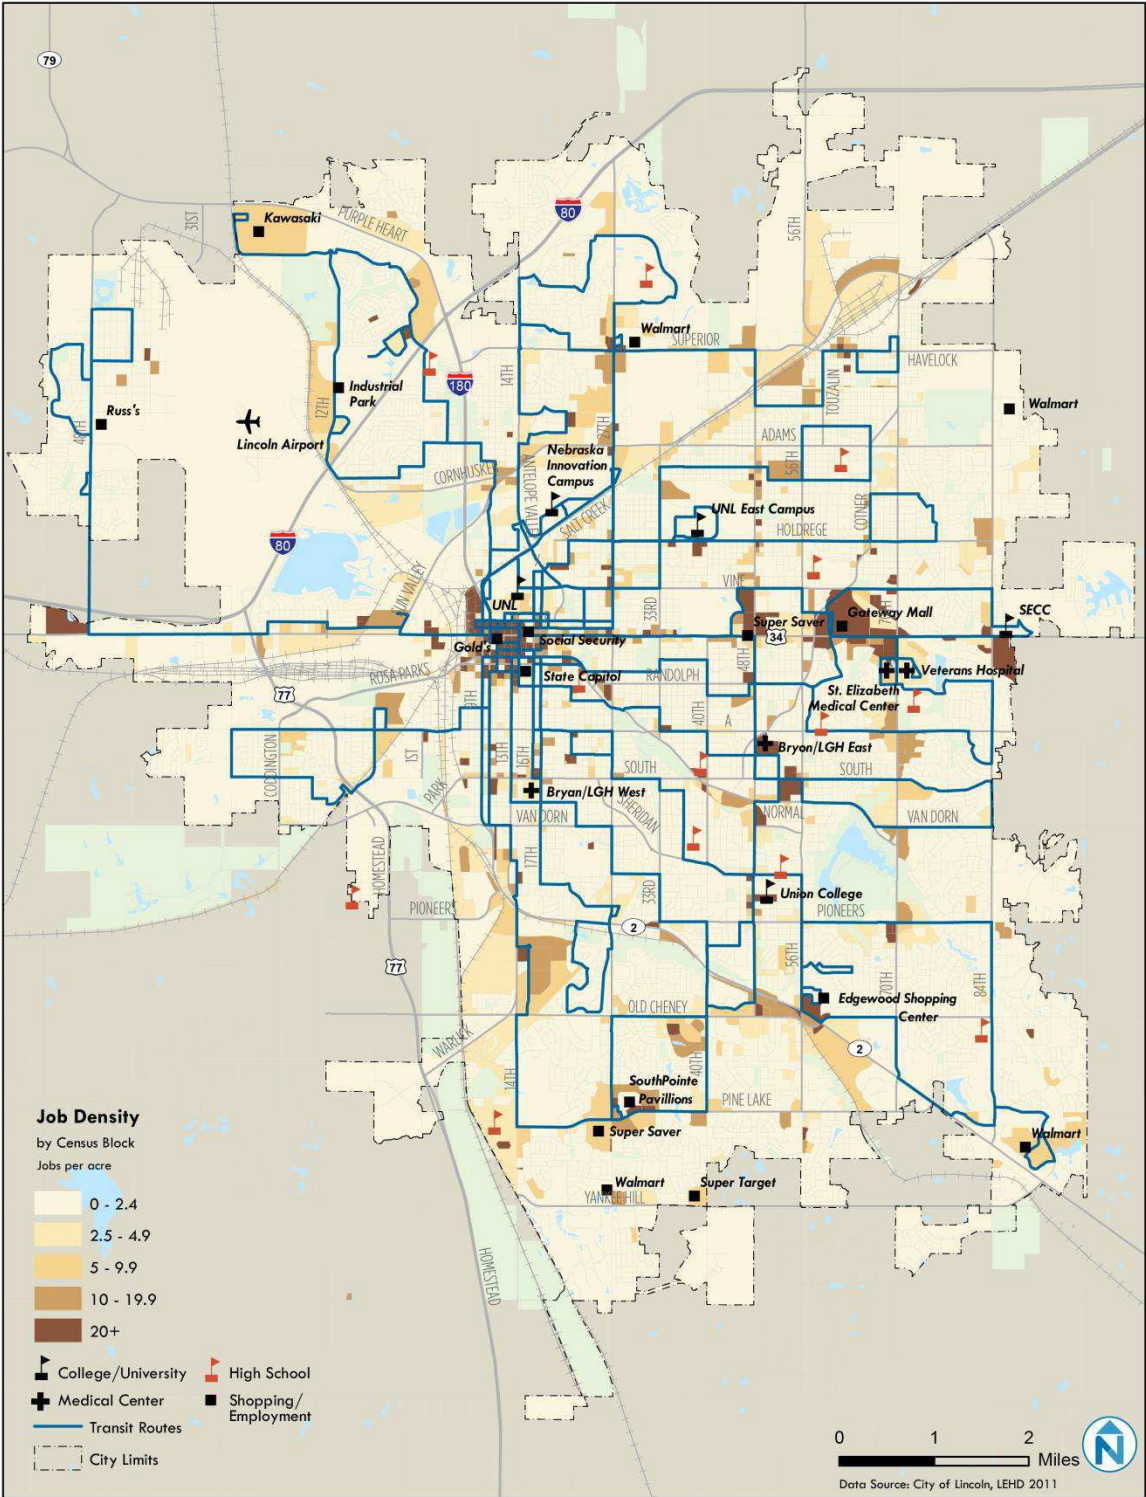 79
31ST
Kawasaki
PURPLE HEART
80
56TH
Walmart
SUPERIOR
HAVELOCK
14TH
180
Industrial
Park
12TH
TOUZALIN
Russ's
48TH
Lincoln Airport
Walmart
27TH
ADAMS
56TH
Nebraska
Innovation
Campus
CORNHUSKER
ANTELOPE VALLEY
SALT CREEK
UNL East Campus
HOLDREGE
COTNER
80
SUN VALLEY
VINE
UNL
33RD
Gateway Mall
70TH
SECC
Super Saver
34
Gold's
Social Security
State Capitol
ROSA PARKS
RANDOLPH
48TH
Veterans Hospital
St. Elizabeth
Medical Center
77
9TH
40TH
A
Bryon/LGH East
CODDINGTON
1ST
13TH
16TH
SOUTH
SOUTH
PARK
Bryan/LGH West
SHERIDAN
NORMAL
VAN DORN
VAN DORN
HOMESTEAD
17TH
33RD
Union College
PIONEERS
PIONEERS
2
77
56TH
70TH
84TH
Edgewood Shopping
Center
OLD CHENEY
WARLICK
2
14TH
40TH
SouthPointe
Pavillions
PINE LAKE
Super Saver
Walmart
Walmart
Super Target
YANKEE HILL
HOMESTEAD
Job Density
by Census Block
Jobs per acre
0 - 2.4
2.5 - 4.9
5 - 9.9
10 - 19.9
20+
College/University
High School
Medical Center
Shopping/
Employment
Transit Routes
City Limits
0 1 2
Miles
N
Data Source: City of Lincoln, LEHD 2011